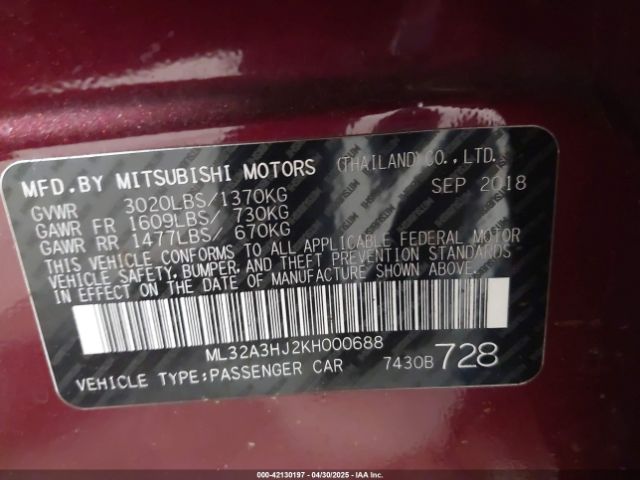 MFD.BY MITSUBISHI MOTORS (THAILAND)CO.,LTD.
SEP 2018
GVWR 3020LBS/1370KG
GAWR FR 1609LBS/ 730KG
GAWR RR 1477LBS/ 670KG
THIS VEHICLE CONFORMS TO ALL APPLICABLE FEDERAL MOTOR
VEHICLE SAFETY, BUMPER, AND THEFT PREVENTION STANDARDS
IN EFFECT ON THE DATE OF MANUFACTURE SHOWN ABOVE.
ML32A3HJ2KH000688
VEHICLE TYPE:PASSENGER CAR 7430B 728
000-42130197 - 04/30/2025 - IAAI.COM